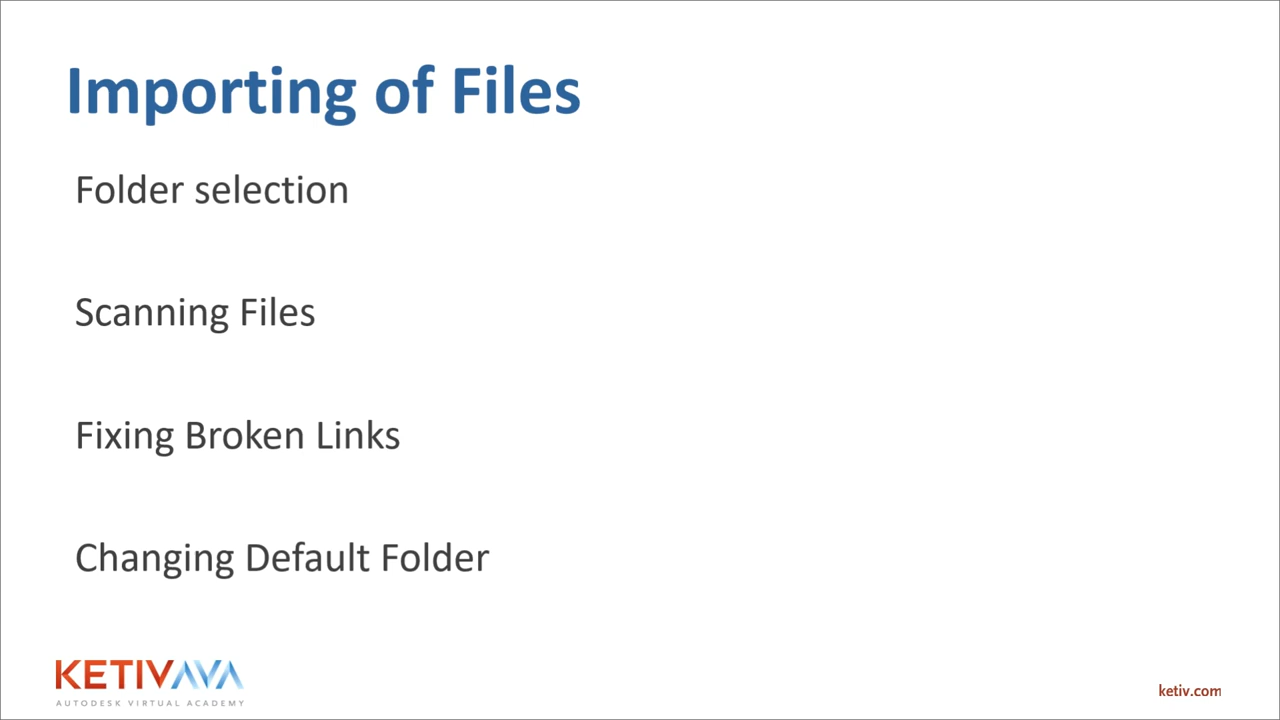 Importing of Files
Folder selection
Scanning Files
Fixing Broken Links
Changing Default Folder
KETIVAVA
AUTODESK VIRTUAL ACADEMY
ketiv.com